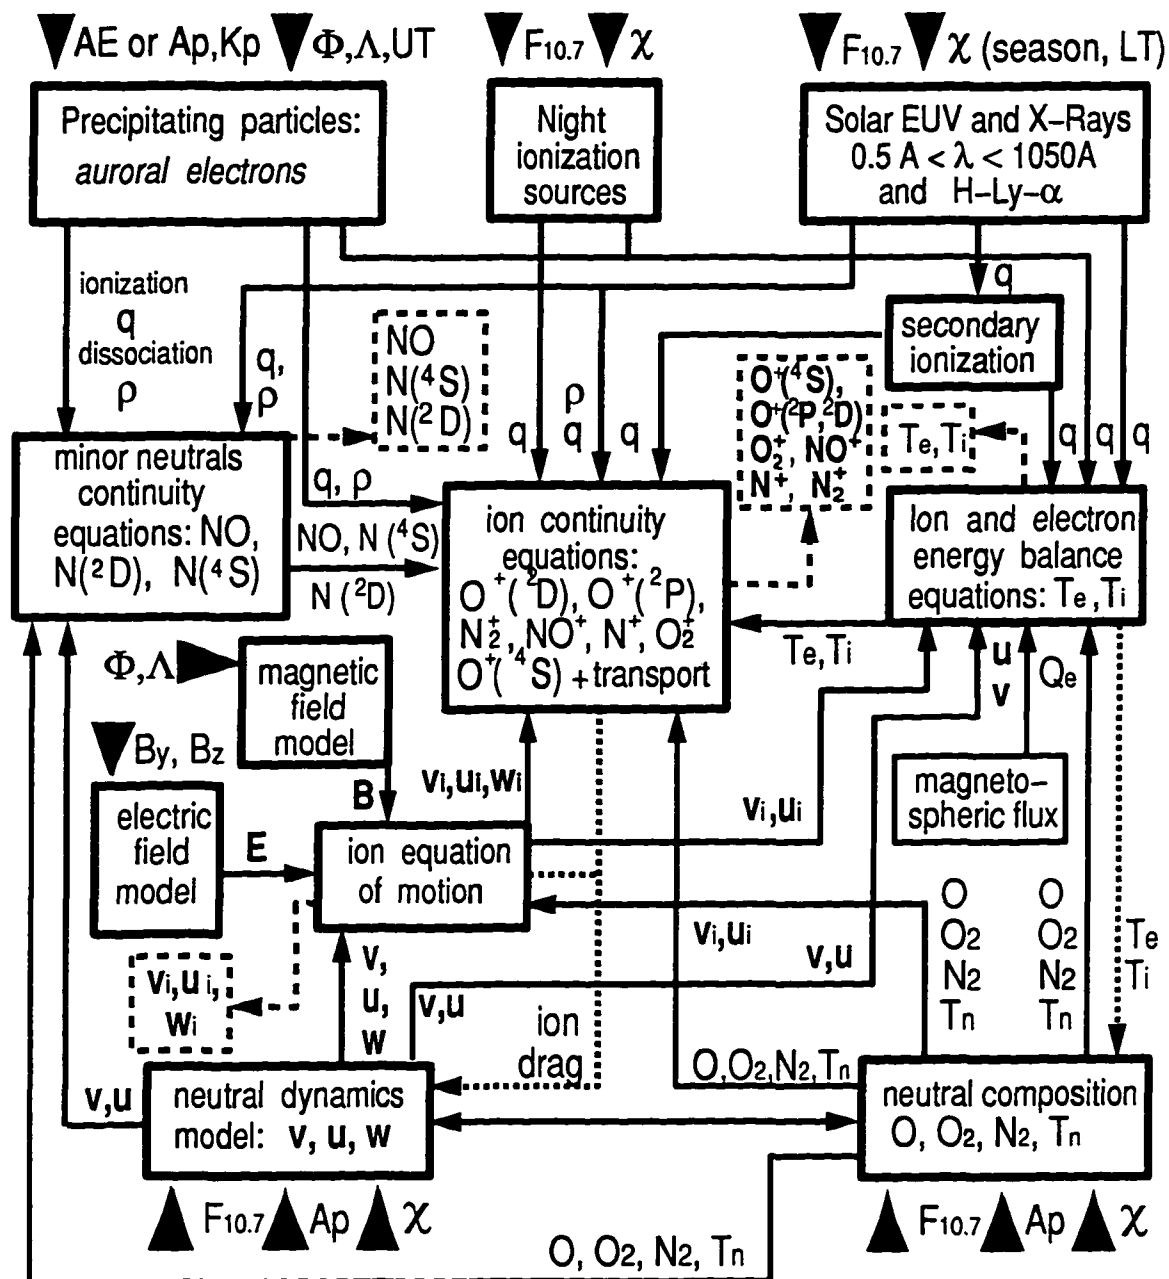 AE or Ap,Kp Φ,Λ,UT
F10.7 χ
F10.7 χ (season, LT)
Precipitating particles:
auroral electrons
Night
ionization
sources
Solar EUV and X–Rays
0.5 A < λ < 1050A
and H–Ly–α
ionization
q
dissociation
ρ
q,
ρ
NO
N(⁴S)
N(²D)
q
ρ
q
q
q
secondary
ionization
O⁺(⁴S),
O⁺(²P,²D)
O₂⁺, NO⁺
N⁺, N₂⁺
Te,Ti
q q q
minor neutrals
continuity
equations: NO,
N(²D), N(⁴S)
q, ρ
NO, N (⁴S)
N (²D)
ion continuity
equations:
O⁺(²D), O⁺(²P),
N₂⁺,NO⁺, N⁺, O₂⁺
O⁺(⁴S) + transport
Ion and electron
energy balance
equations: Te,Ti
Te,Ti
u
v
Qe
Φ,Λ
magnetic
field
model
By, Bz
electric
field
model
B
E
vi,ui,wi
ion equation
of motion
vi,ui
magneto–
spheric flux
vi,ui
v,u
O
O2
N2
Tn
O
O2
N2
Tn
Te
Ti
vi,ui,
wi
v,
u,
w
v,u
ion
drag
O,O2,N2,Tn
v,u
neutral dynamics
model: v, u, w
neutral composition
O, O2, N2, Tn
F10.7 Ap χ
F10.7 Ap χ
O, O2, N2, Tn